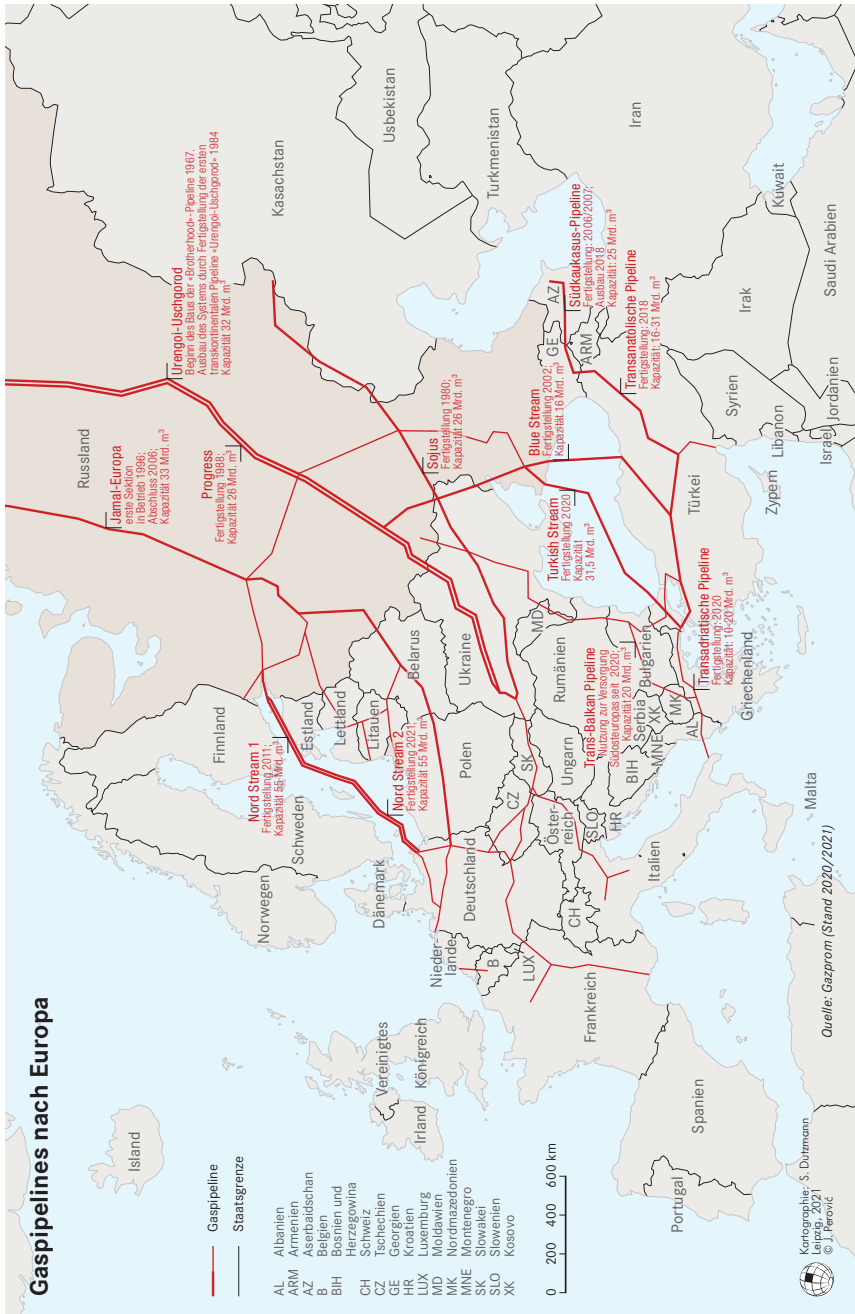 Gaspipelines nach Europa
Gaspipeline
Staatsgrenze
AL Albanien
ARM Armenien
AZ Aserbaidschan
B Belgien
BIH Bosnien und
Herzegowina
CH Schweiz
CZ Tschechien
GE Georgien
HR Kroatien
LUX Luxemburg
MD Moldawien
MK Nordmazedonien
MNE Montenegro
SK Slowakei
SLO Slowenien
XK Kosovo
0 200 400 600 km
Kartographie: S. Dutzmann
Leipzig, 2021
© J. Perović
Quelle: Gazprom (Stand 2020/2021)
Island
Irland
Vereinigtes
Königreich
Portugal
Spanien
Frankreich
Nieder-
lande
B
LUX
CH
Norwegen
Schweden
Dänemark
Deutschland
Finnland
Estland
Lettland
Litauen
Polen
CZ
SK
Öster-
reich
SLO
HR
Italien
Malta
Ungarn
BIH
Serbia
MNE
XK
MK
AL
Griechenland
Bulgarien
Rumänien
MD
Ukraine
Belarus
Russland
Türkei
Zypern
Libanon
Israel
Jordanien
Syrien
Irak
Saudi Arabien
Kuwait
Iran
GE
ARM
AZ
Turkmenistan
Usbekistan
Kasachstan
Nord Stream 1
Fertigstellung 2011;
Kapazität 55 Mrd. m³
Nord Stream 2
Fertigstellung 2021;
Kapazität 55 Mrd. m³
Jamal-Europa
erste Sektion
in Betrieb 1996;
Abschluss 2006;
Kapazität 33 Mrd. m³
Progress
Fertigstellung 1988;
Kapazität 26 Mrd. m³
Urengoi-Uschgorod
Beginn des Baus der «Brotherhood»-Pipeline 1967.
Ausbau des Systems durch Fertigstellung der ersten
transkontinentalen Pipeline «Urengoi-Uschgorod» 1984
Kapazität 32 Mrd. m³
Sojus
Fertigstellung 1980;
Kapazität 26 Mrd. m³
Blue Stream
Fertigstellung 2002;
Kapazität 16 Mrd. m³
Turkish Stream
Fertigstellung 2020
Kapazität
31,5 Mrd. m³
Trans-Balkan Pipeline
Nutzung zur Versorgung
Südosteuropas seit 2020;
Kapazität 20 Mrd. m³
Transadriatische Pipeline
Fertigstellung: 2020
Kapazität: 10-20 Mrd. m³
Transanatolische Pipeline
Fertigstellung: 2018
Kapazität: 16-31 Mrd. m³
Südkaukasus-Pipeline
Fertigstellung: 2006/2007;
Ausbau 2018
Kapazität: 25 Mrd. m³